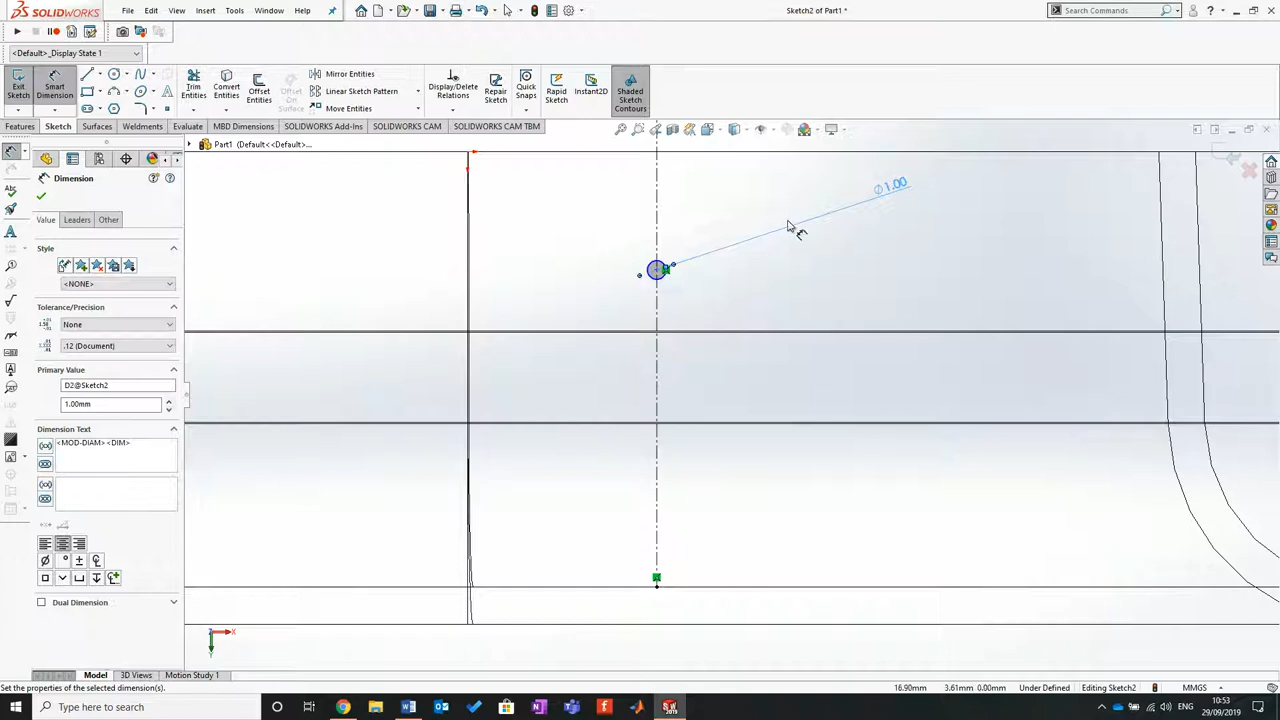 SOLIDWORKS
File Edit View Insert Tools Window Help
Sketch2 of Part1 *
Search Commands
<Default>_Display State 1
Exit Sketch
Smart Dimension
Trim Entities
Convert Entities
Offset Entities
Offset On Surface
Mirror Entities
Linear Sketch Pattern
Move Entities
Display/Delete Relations
Repair Sketch
Quick Snaps
Rapid Sketch
Instant2D
Shaded Sketch Contours
Features Sketch Surfaces Weldments Evaluate MBD Dimensions SOLIDWORKS Add-Ins SOLIDWORKS CAM SOLIDWORKS CAM TBM
Part1 (Default<<Default>...
Dimension
Value Leaders Other
Style
<NONE>
Tolerance/Precision
None
.12 (Document)
Primary Value
D2@Sketch2
1.00mm
Dimension Text
<MOD-DIAM><DIM>
Dual Dimension
∅1.00
X
Model 3D Views Motion Study 1
Set the properties of the selected dimension(s).
16.90mm 3.61mm 0.00mm Under Defined Editing Sketch2 MMGS
Type here to search
ENG
10:53
29/09/2019